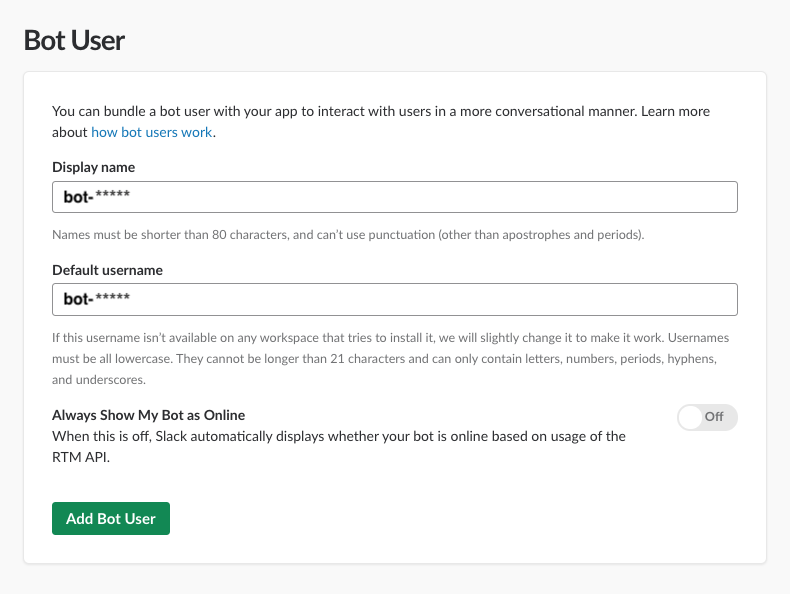 Bot User
You can bundle a bot user with your app to interact with users in a more conversational manner. Learn more
about how bot users work.
Display name
bot-*****
Names must be shorter than 80 characters, and can’t use punctuation (other than apostrophes and periods).
Default username
bot-*****
If this username isn’t available on any workspace that tries to install it, we will slightly change it to make it work. Usernames
must be all lowercase. They cannot be longer than 21 characters and can only contain letters, numbers, periods, hyphens,
and underscores.
Always Show My Bot as Online
Off
When this is off, Slack automatically displays whether your bot is online based on usage of the
RTM API.
Add Bot User